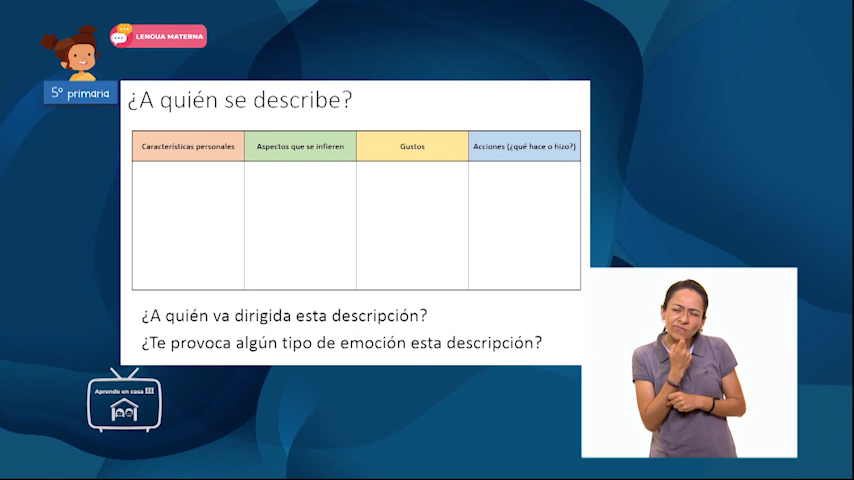 LENGUA MATERNA
5º primaria
¿A quién se describe?
Características personales
Aspectos que se infieren
Gustos
Acciones (¿qué hace o hizo?)
¿A quién va dirigida esta descripción?
¿Te provoca algún tipo de emoción esta descripción?
Aprende en casa III